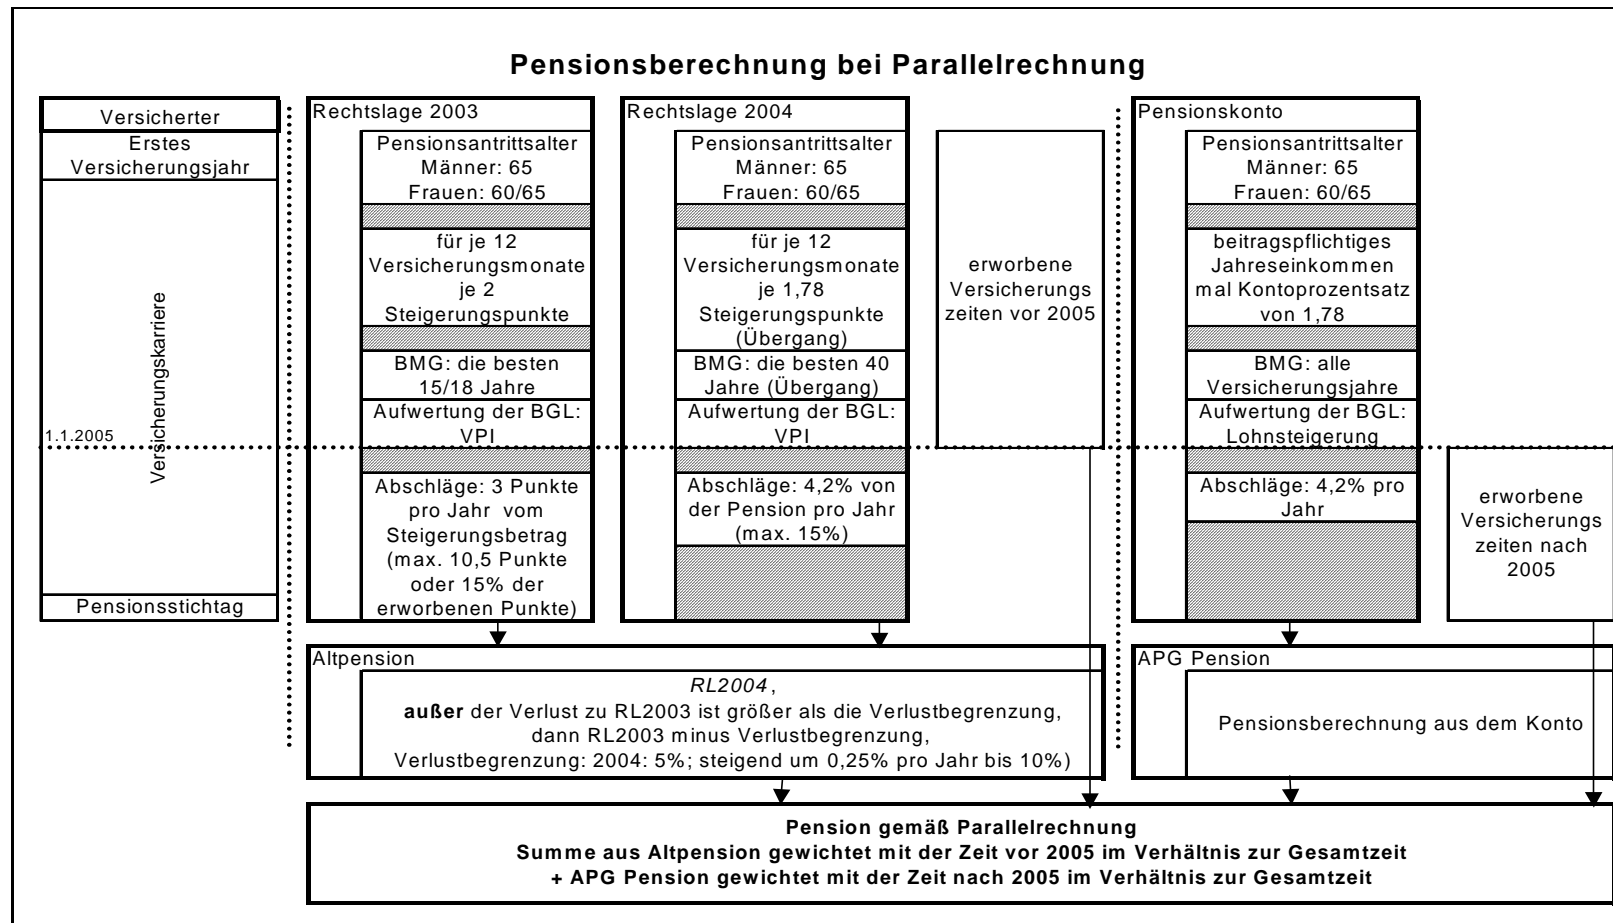 Pensionsberechnung bei Parallelrechnung
Versicherter
Erstes
Versicherungsjahr
Versicherungskarriere
1.1.2005
Pensionsstichtag
Rechtslage 2003
Pensionsantrittsalter
Männer: 65
Frauen: 60/65
für je 12
Versicherungsmonate
je 2
Steigerungspunkte
BMG: die besten
15/18 Jahre
Aufwertung der BGL:
VPI
Abschläge: 3 Punkte
pro Jahr vom
Steigerungsbetrag
(max. 10,5 Punkte
oder 15% der
erworbenen Punkte)
Rechtslage 2004
Pensionsantrittsalter
Männer: 65
Frauen: 60/65
für je 12
Versicherungsmonate
je 1,78
Steigerungspunkte
(Übergang)
BMG: die besten 40
Jahre (Übergang)
Aufwertung der BGL:
VPI
Abschläge: 4,2% von
der Pension pro Jahr
(max. 15%)
erworbene
Versicherungs
zeiten vor 2005
Pensionskonto
Pensionsantrittsalter
Männer: 65
Frauen: 60/65
beitragspflichtiges
Jahreseinkommen
mal Kontoprozentsatz
von 1,78
BMG: alle
Versicherungsjahre
Aufwertung der BGL:
Lohnsteigerung
Abschläge: 4,2% pro
Jahr
erworbene
Versicherungs
zeiten nach
2005
Altpension
RL2004,
außer der Verlust zu RL2003 ist größer als die Verlustbegrenzung,
dann RL2003 minus Verlustbegrenzung,
Verlustbegrenzung: 2004: 5%; steigend um 0,25% pro Jahr bis 10%)
APG Pension
Pensionsberechnung aus dem Konto
Pension gemäß Parallelrechnung
Summe aus Altpension gewichtet mit der Zeit vor 2005 im Verhältnis zur Gesamtzeit
+ APG Pension gewichtet mit der Zeit nach 2005 im Verhältnis zur Gesamtzeit